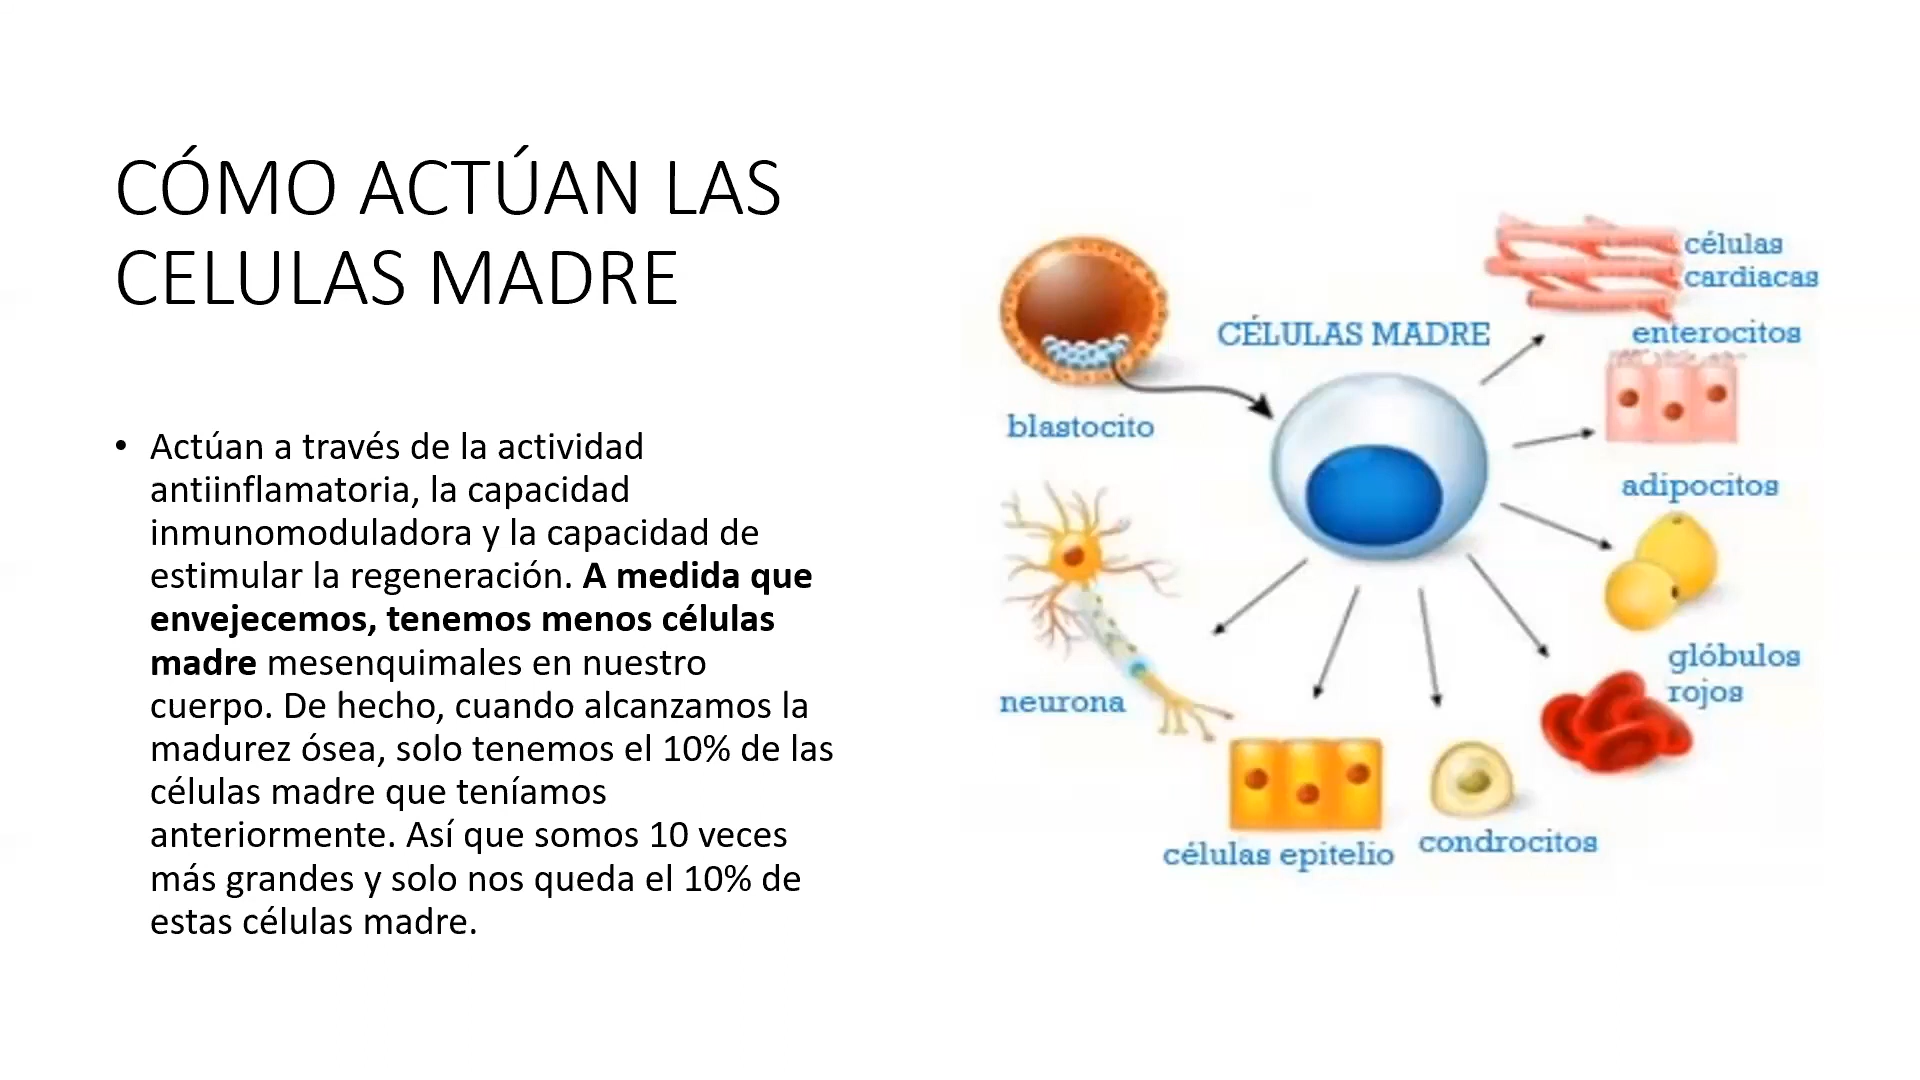 CÓMO ACTÚAN LAS
CELULAS MADRE
• Actúan a través de la actividad
antiinflamatoria, la capacidad
inmunomoduladora y la capacidad de
estimular la regeneración. A medida que
envejecemos, tenemos menos células
madre mesenquimales en nuestro
cuerpo. De hecho, cuando alcanzamos la
madurez ósea, solo tenemos el 10% de las
células madre que teníamos
anteriormente. Así que somos 10 veces
más grandes y solo nos queda el 10% de
estas células madre.
células
cardiacas
CÉLULAS MADRE
enterocitos
blastocito
adipocitos
glóbulos
rojos
neurona
células epitelio
condrocitos